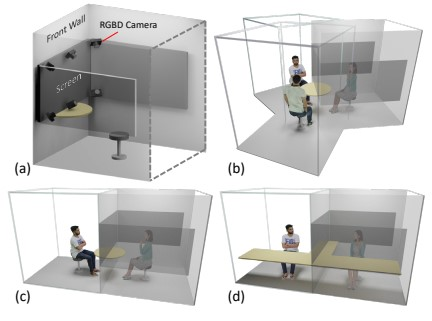 RGBD Camera
Front Wall
Screen
(a)
(b)
(c)
(d)